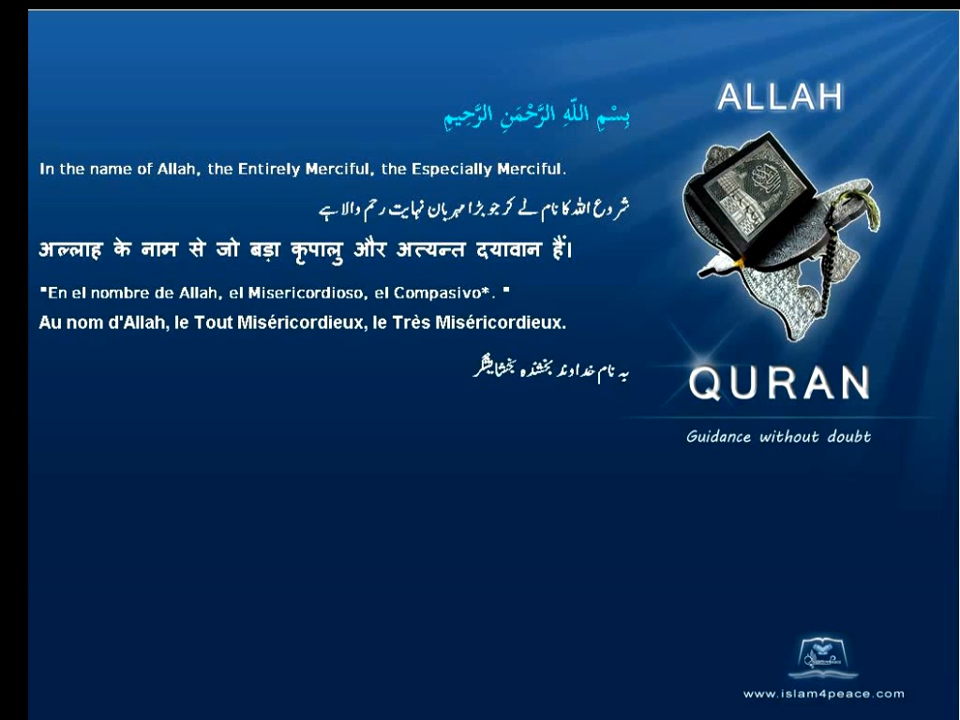 بِسْمِ اللّهِ الرَّحْمَنِ الرَّحِيمِ
In the name of Allah, the Entirely Merciful, the Especially Merciful.
شروع اللہ کا نام لے کر جو بڑا مہربان نہایت رحم والا ہے
अल्लाह के नाम से जो बड़ा कृपालु और अत्यन्त दयावान हैं।
"En el nombre de Allah, el Misericordioso, el Compasivo*. "
Au nom d'Allah, le Tout Miséricordieux, le Très Miséricordieux.
به نام خداوند بخشنده بخشایشگر
ALLAH
QURAN
Guidance without doubt
www.islam4peace.com